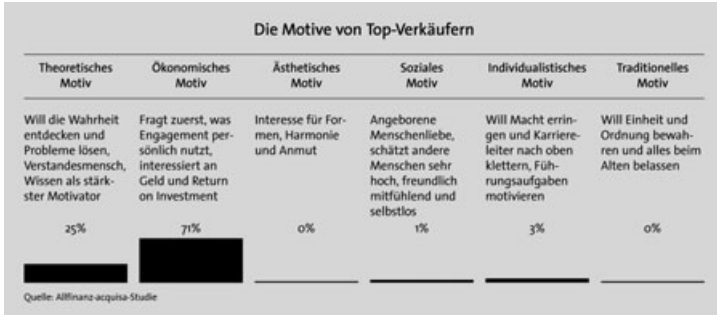 Die Motive von Top-Verkäufern
Theoretisches
Motiv
Ökonomisches
Motiv
Ästhetisches
Motiv
Soziales
Motiv
Individualistisches
Motiv
Traditionelles
Motiv
Will die Wahrheit
entdecken und
Probleme lösen,
Verstandesmensch,
Wissen als stärk-
ster Motivator
Fragt zuerst, was
Engagement per-
sönlich nutzt,
interessiert an
Geld und Return
on Investment
Interesse für For-
men, Harmonie
und Anmut
Angeborene
Menschenliebe,
schätzt andere
Menschen sehr
hoch, freundlich
mitfühlend und
selbstlos
Will Macht errin-
gen und Karriere-
leiter nach oben
klettern, Füh-
rungsaufgaben
motivieren
Will Einheit und
Ordnung bewah-
ren und alles beim
Alten belassen
25%
71%
0%
1%
3%
0%
Quelle: Allfinanz-acquisa-Studie